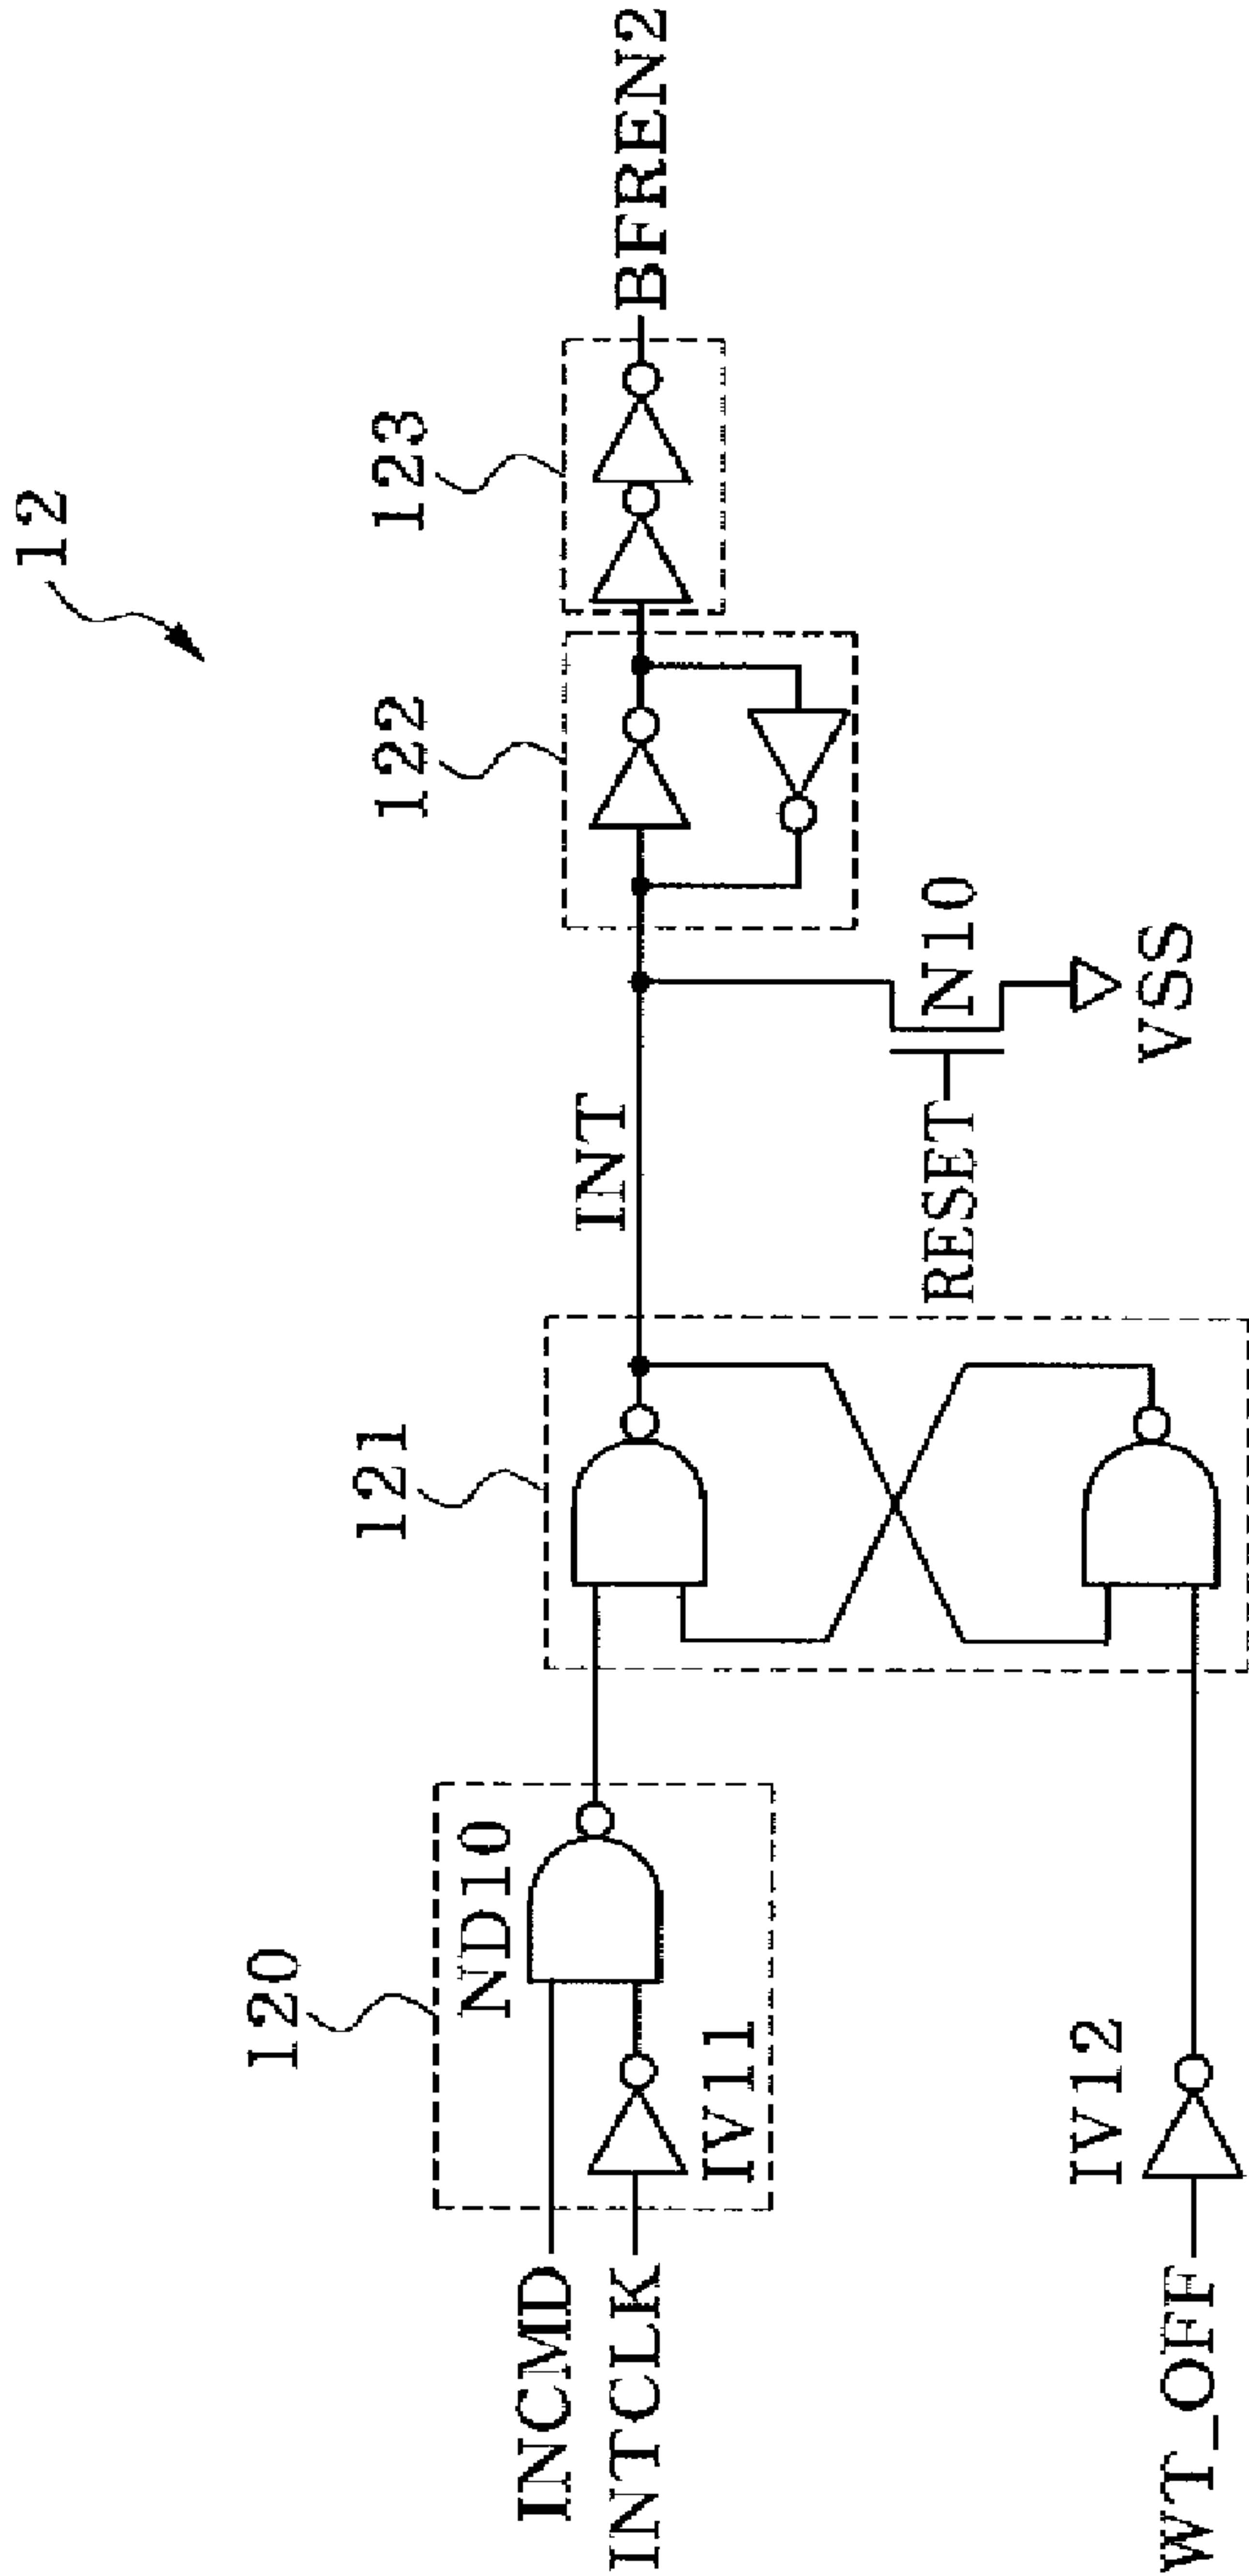 12
120
ND10
INCMD
INTCLK
IV11
121
INT
122
123
BFREN2
RESET
N10
VSS
IV12
WT_OFF